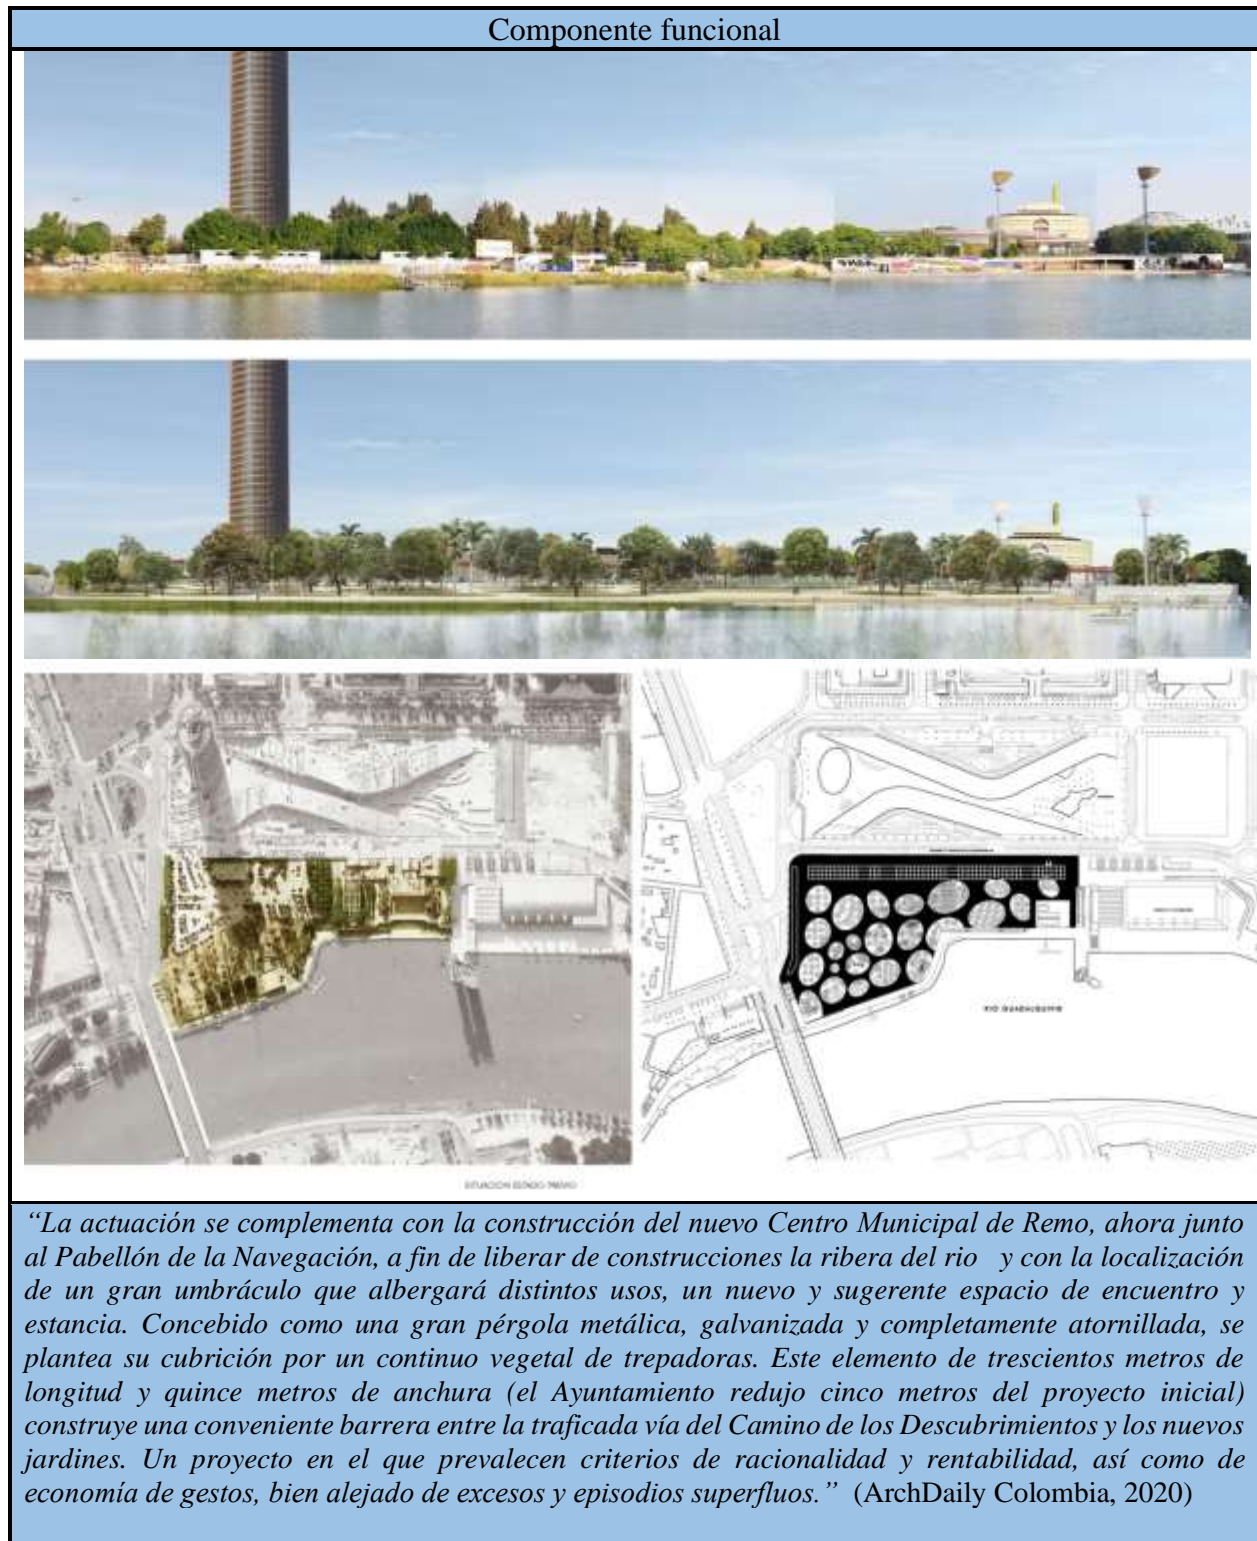 Componente funcional
RIO GUADALQUIVIR
SITUACION ESTADO PREVIO
“La actuación se complementa con la construcción del nuevo Centro Municipal de Remo, ahora junto
al Pabellón de la Navegación, a fin de liberar de construcciones la ribera del rio y con la localización
de un gran umbráculo que albergará distintos usos, un nuevo y sugerente espacio de encuentro y
estancia. Concebido como una gran pérgola metálica, galvanizada y completamente atornillada, se
plantea su cubrición por un continuo vegetal de trepadoras. Este elemento de trescientos metros de
longitud y quince metros de anchura (el Ayuntamiento redujo cinco metros del proyecto inicial)
construye una conveniente barrera entre la traficada vía del Camino de los Descubrimientos y los nuevos
jardines. Un proyecto en el que prevalecen criterios de racionalidad y rentabilidad, así como de
economía de gestos, bien alejado de excesos y episodios superfluos.” (ArchDaily Colombia, 2020)